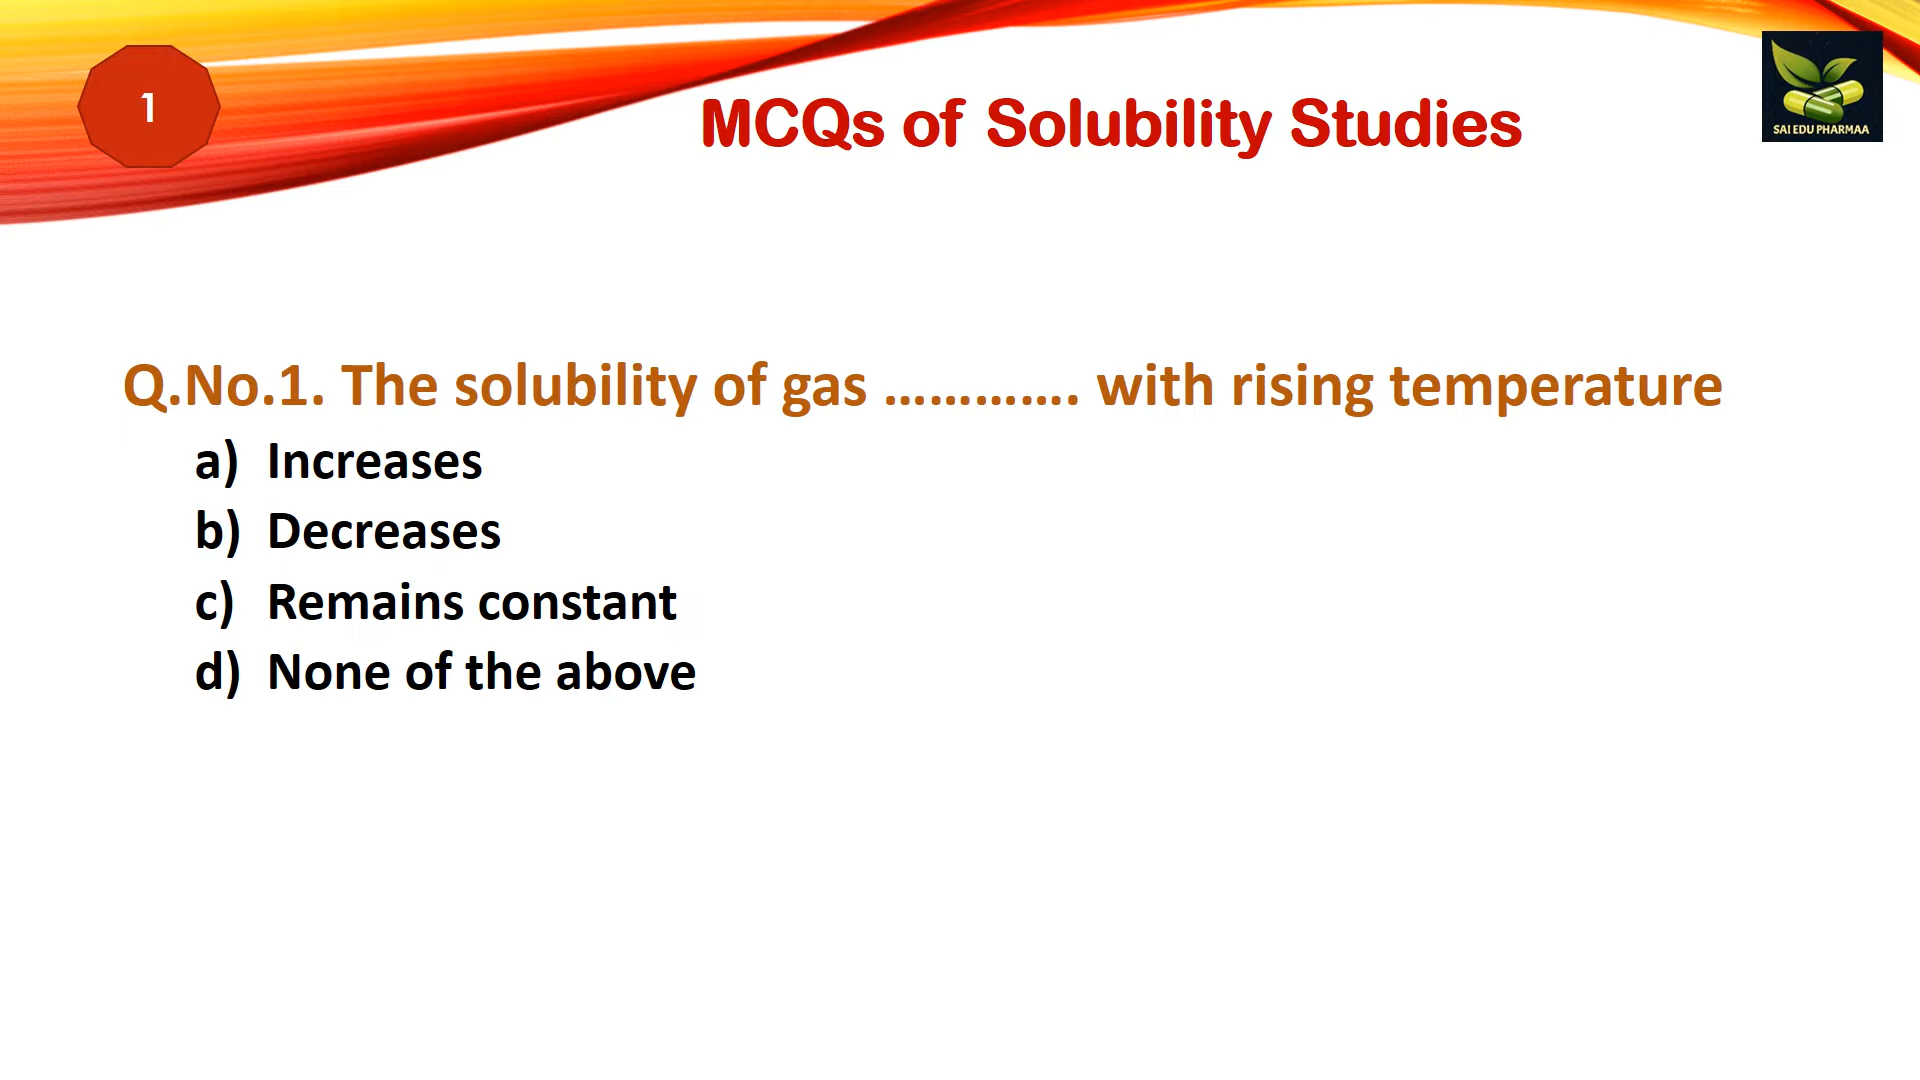 1
MCQs of Solubility Studies
SAI EDU PHARMAA
Q.No.1. The solubility of gas …………. with rising temperature
a) Increases
b) Decreases
c) Remains constant
d) None of the above